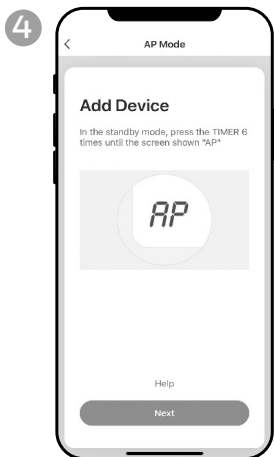 4
AP Mode
Add Device
In the standby mode, press the TIMER 6
times until the screen shown "AP"
AP
Help
Next